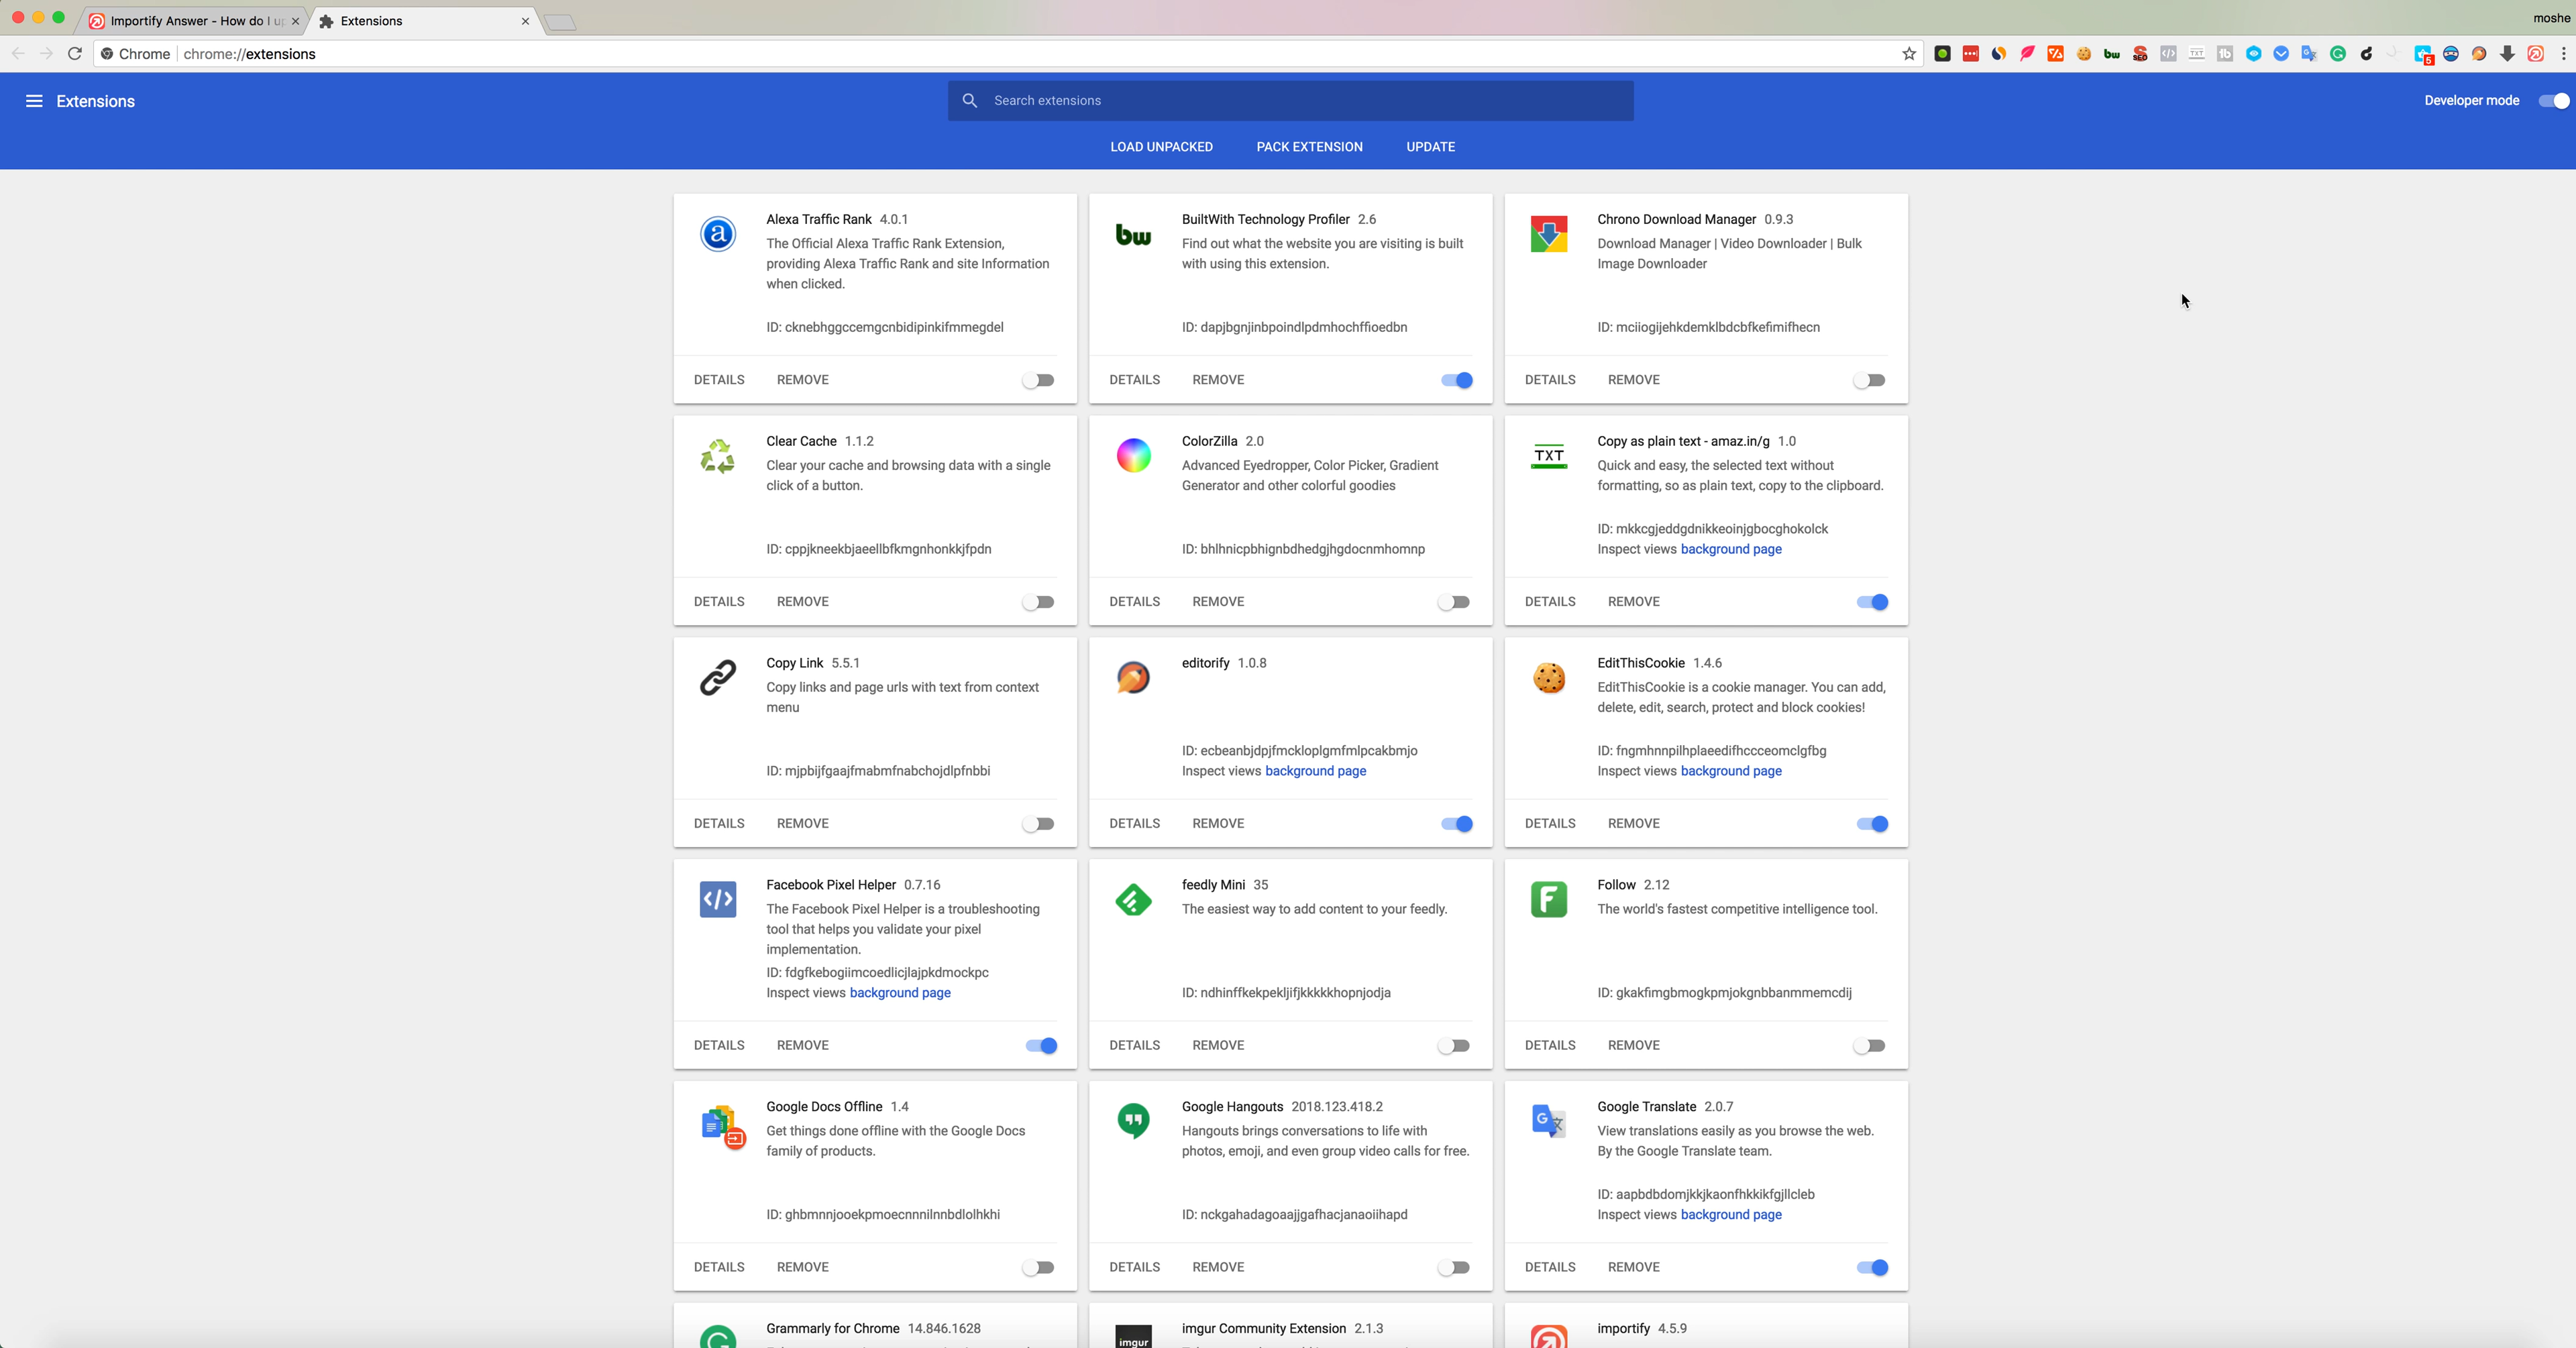 moshe
Importify Answer - How do I up
Extensions
Chrome
chrome://extensions
5
Extensions
Search extensions
Developer mode
LOAD UNPACKED
PACK EXTENSION
UPDATE
Alexa Traffic Rank 4.0.1
The Official Alexa Traffic Rank Extension,
providing Alexa Traffic Rank and site Information
when clicked.
ID: cknebhggccemgcnbidipinkifmmegdel
DETAILS REMOVE
bw
BuiltWith Technology Profiler 2.6
Find out what the website you are visiting is built
with using this extension.
ID: dapjbgnjinbpoindlpdmhochffioedbn
DETAILS REMOVE
Chrono Download Manager 0.9.3
Download Manager | Video Downloader | Bulk
Image Downloader
ID: mciiogijehkdemklbdcbfkefimifhecn
DETAILS REMOVE
Clear Cache 1.1.2
Clear your cache and browsing data with a single
click of a button.
ID: cppjkneekbjaeellbfkmgnhonkkjfpdn
DETAILS REMOVE
ColorZilla 2.0
Advanced Eyedropper, Color Picker, Gradient
Generator and other colorful goodies
ID: bhlhnicpbhignbdhedgjhgdocnmhomnp
DETAILS REMOVE
TXT
Copy as plain text - amaz.in/g 1.0
Quick and easy, the selected text without
formatting, so as plain text, copy to the clipboard.
ID: mkkcgjeddgdnikkeoinjgbocghokolck
Inspect views background page
DETAILS REMOVE
Copy Link 5.5.1
Copy links and page urls with text from context
menu
ID: mjpbijfgaajfmabmfnabchojdlpfnbbi
DETAILS REMOVE
editorify 1.0.8
ID: ecbeanbjdpjfmckloplgmfmlpcakbmjo
Inspect views background page
DETAILS REMOVE
EditThisCookie 1.4.6
EditThisCookie is a cookie manager. You can add,
delete, edit, search, protect and block cookies!
ID: fngmhnnpilhplaeedifhccceomclgfbg
Inspect views background page
DETAILS REMOVE
Facebook Pixel Helper 0.7.16
The Facebook Pixel Helper is a troubleshooting
tool that helps you validate your pixel
implementation.
ID: fdgfkebogiimcoedlicjlajpkdmockpc
Inspect views background page
DETAILS REMOVE
feedly Mini 35
The easiest way to add content to your feedly.
ID: ndhinffkekpekljifjkkkkkhopnjodja
DETAILS REMOVE
Follow 2.12
The world's fastest competitive intelligence tool.
ID: gkakfimgbmogkpmjokgnbbanmmemcdij
DETAILS REMOVE
Google Docs Offline 1.4
Get things done offline with the Google Docs
family of products.
ID: ghbmnnjooekpmoecnnnilnnbdlolhkhi
DETAILS REMOVE
Google Hangouts 2018.123.418.2
Hangouts brings conversations to life with
photos, emoji, and even group video calls for free.
ID: nckgahadagoaajjgafhacjanaoiihapd
DETAILS REMOVE
Google Translate 2.0.7
View translations easily as you browse the web.
By the Google Translate team.
ID: aapbdbdomjkkjkaonfhkkikfgjllcleb
Inspect views background page
DETAILS REMOVE
Grammarly for Chrome 14.846.1628
imgur
imgur Community Extension 2.1.3
importify 4.5.9